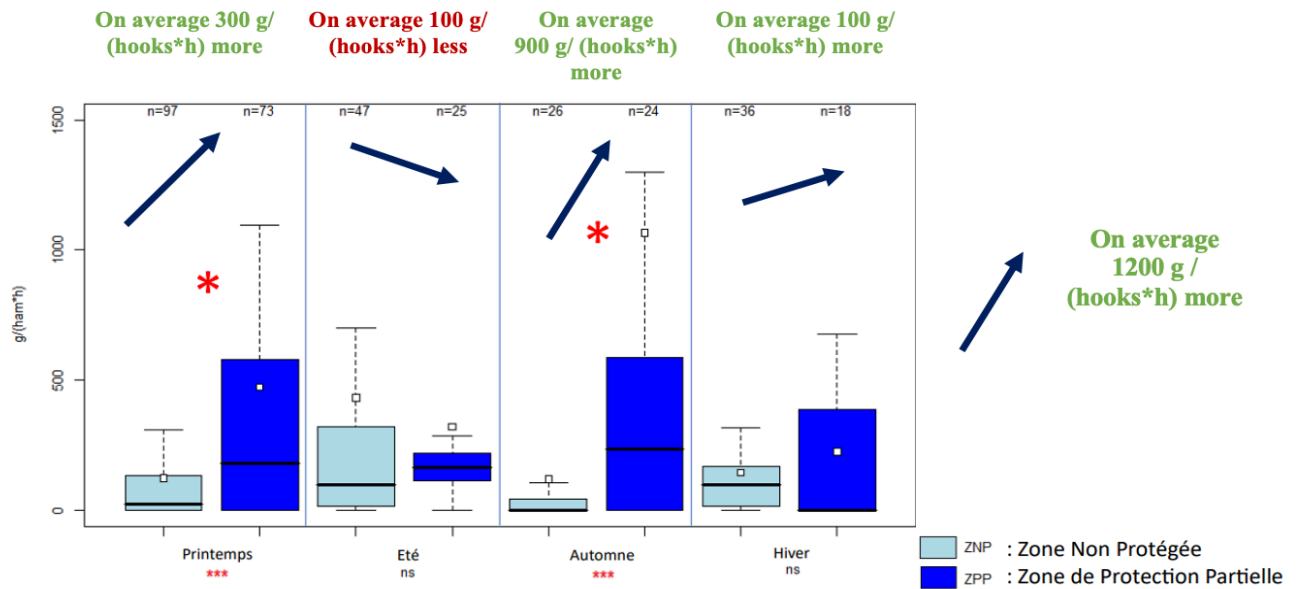 On average 300 g/
(hooks*h) more
On average 100 g/
(hooks*h) less
On average
900 g/ (hooks*h)
more
On average 100 g/
(hooks*h) more
n=97
n=73
n=47
n=25
n=26
n=24
n=36
n=18
1500
1000
500
0
g/(ham*h)
*
*
On average
1200 g /
(hooks*h) more
Printemps
***
Eté
ns
Automne
***
Hiver
ns
ZNP : Zone Non Protégée
ZPP : Zone de Protection Partielle